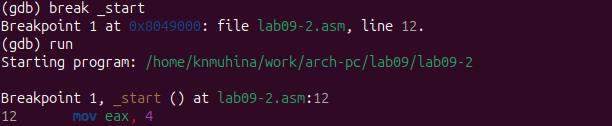 (gdb) break _start
Breakpoint 1 at 0x8049000: file lab09-2.asm, line 12.
(gdb) run
Starting program: /home/knmuhina/work/arch-pc/lab09/lab09-2
Breakpoint 1, _start () at lab09-2.asm:12
12 mov eax, 4